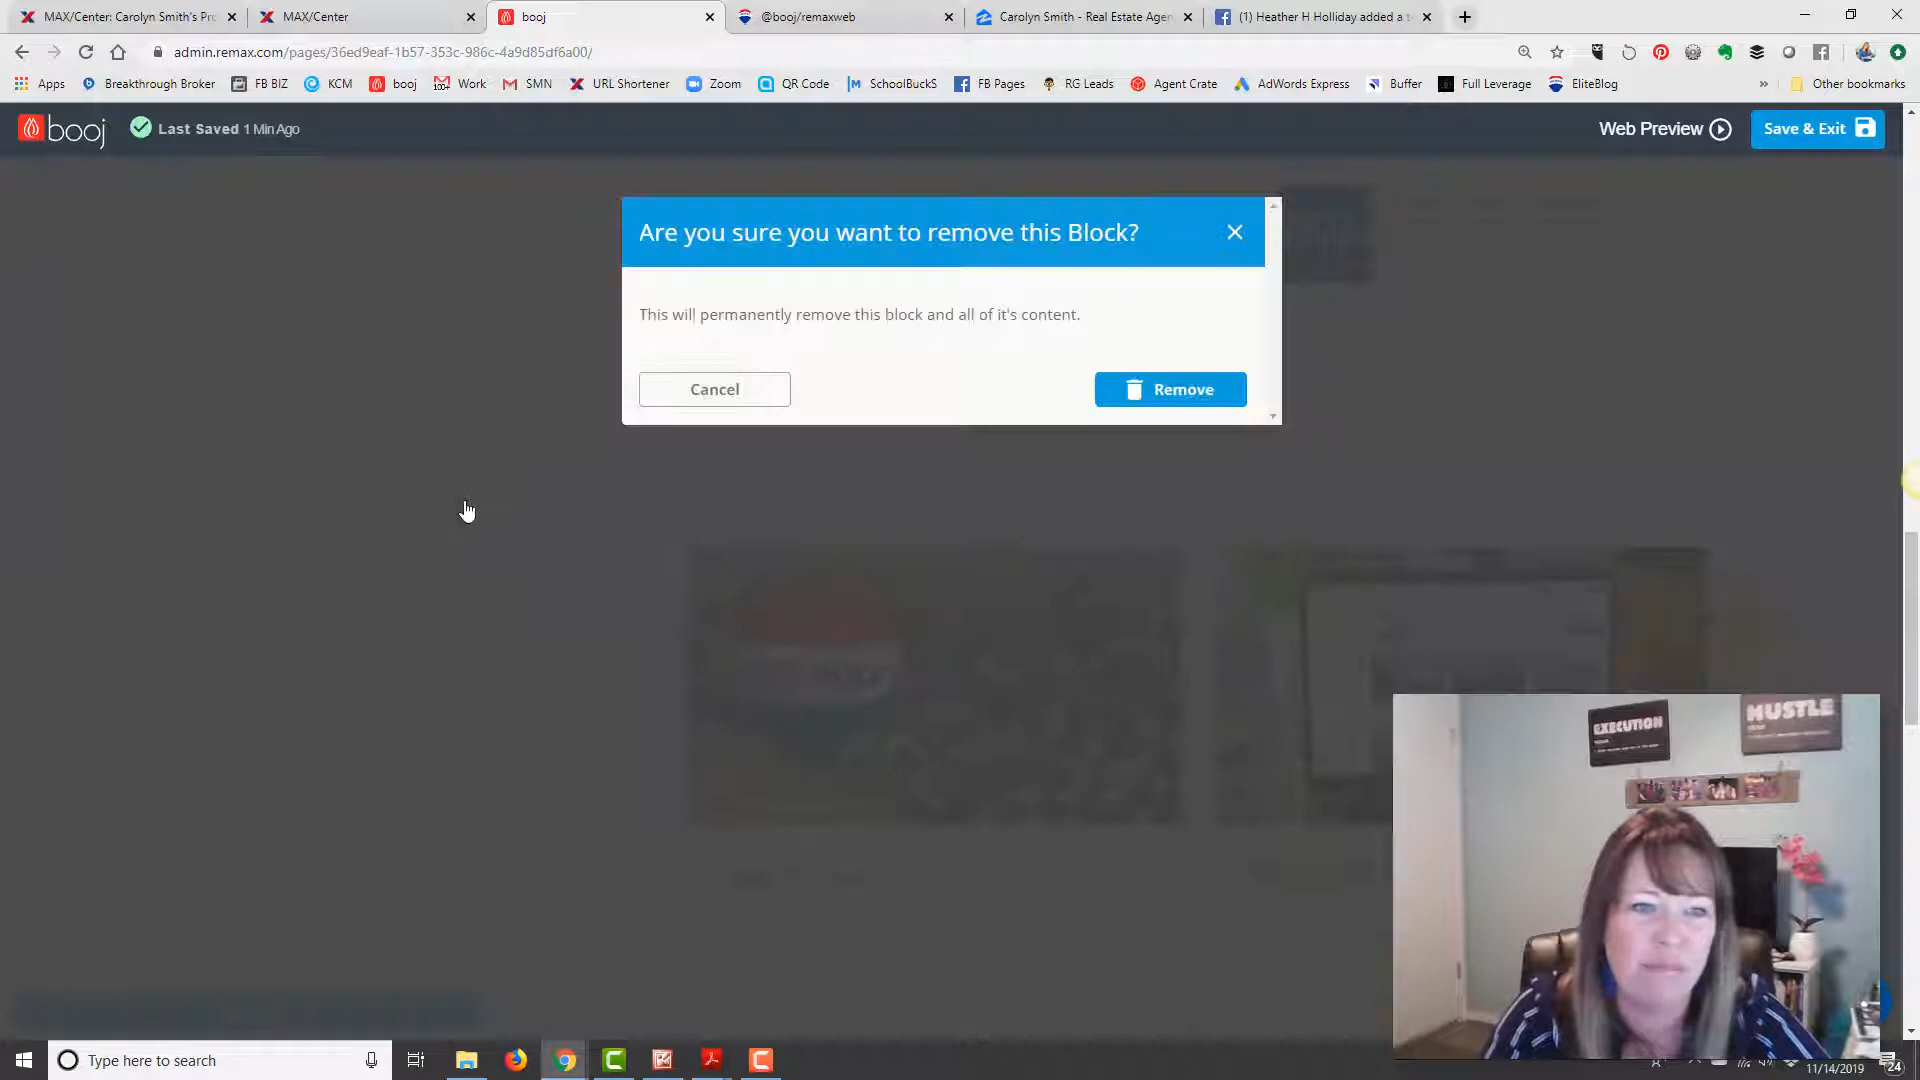 MAX/Center: Carolyn Smith's Pro
MAX/Center
booj
@booj/remaxweb
Carolyn Smith - Real Estate Agen
(1) Heather H Holliday added a t
admin.remax.com/pages/36ed9eaf-1b57-353c-986c-4a9d85df6a00/
Apps
Breakthrough Broker
FB BIZ
KCM
booj
Work
SMN
URL Shortener
Zoom
QR Code
SchoolBuckS
FB Pages
RG Leads
Agent Crate
AdWords Express
Buffer
Full Leverage
EliteBlog
»
Other bookmarks
booj
Last Saved 1 Min Ago
Web Preview
Save & Exit
Are you sure you want to remove this Block?
This will permanently remove this block and all of it's content.
Cancel
Remove
EXECUTION
HUSTLE
Type here to search
11/14/2019
24